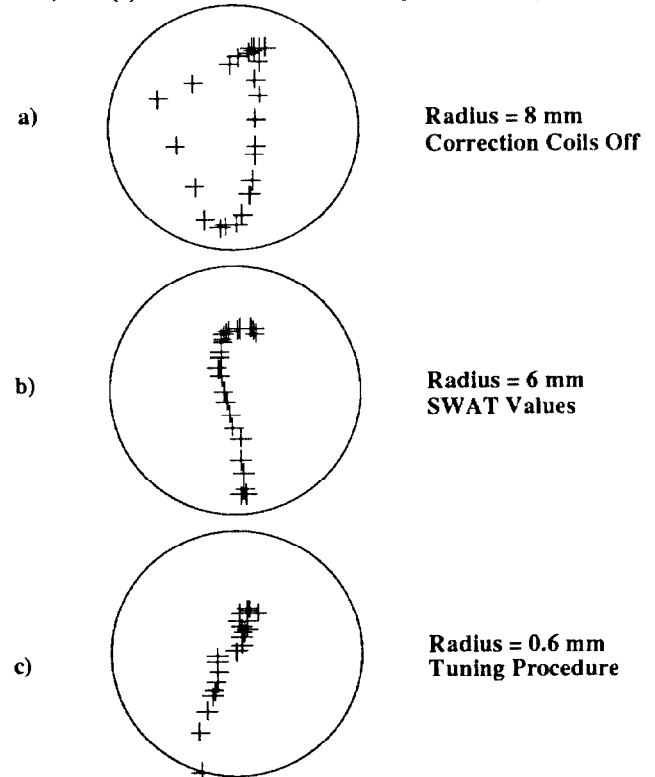 a)
Radius = 8 mm
Correction Coils Off
b)
Radius = 6 mm
SWAT Values
c)
Radius = 0.6 mm
Tuning Procedure